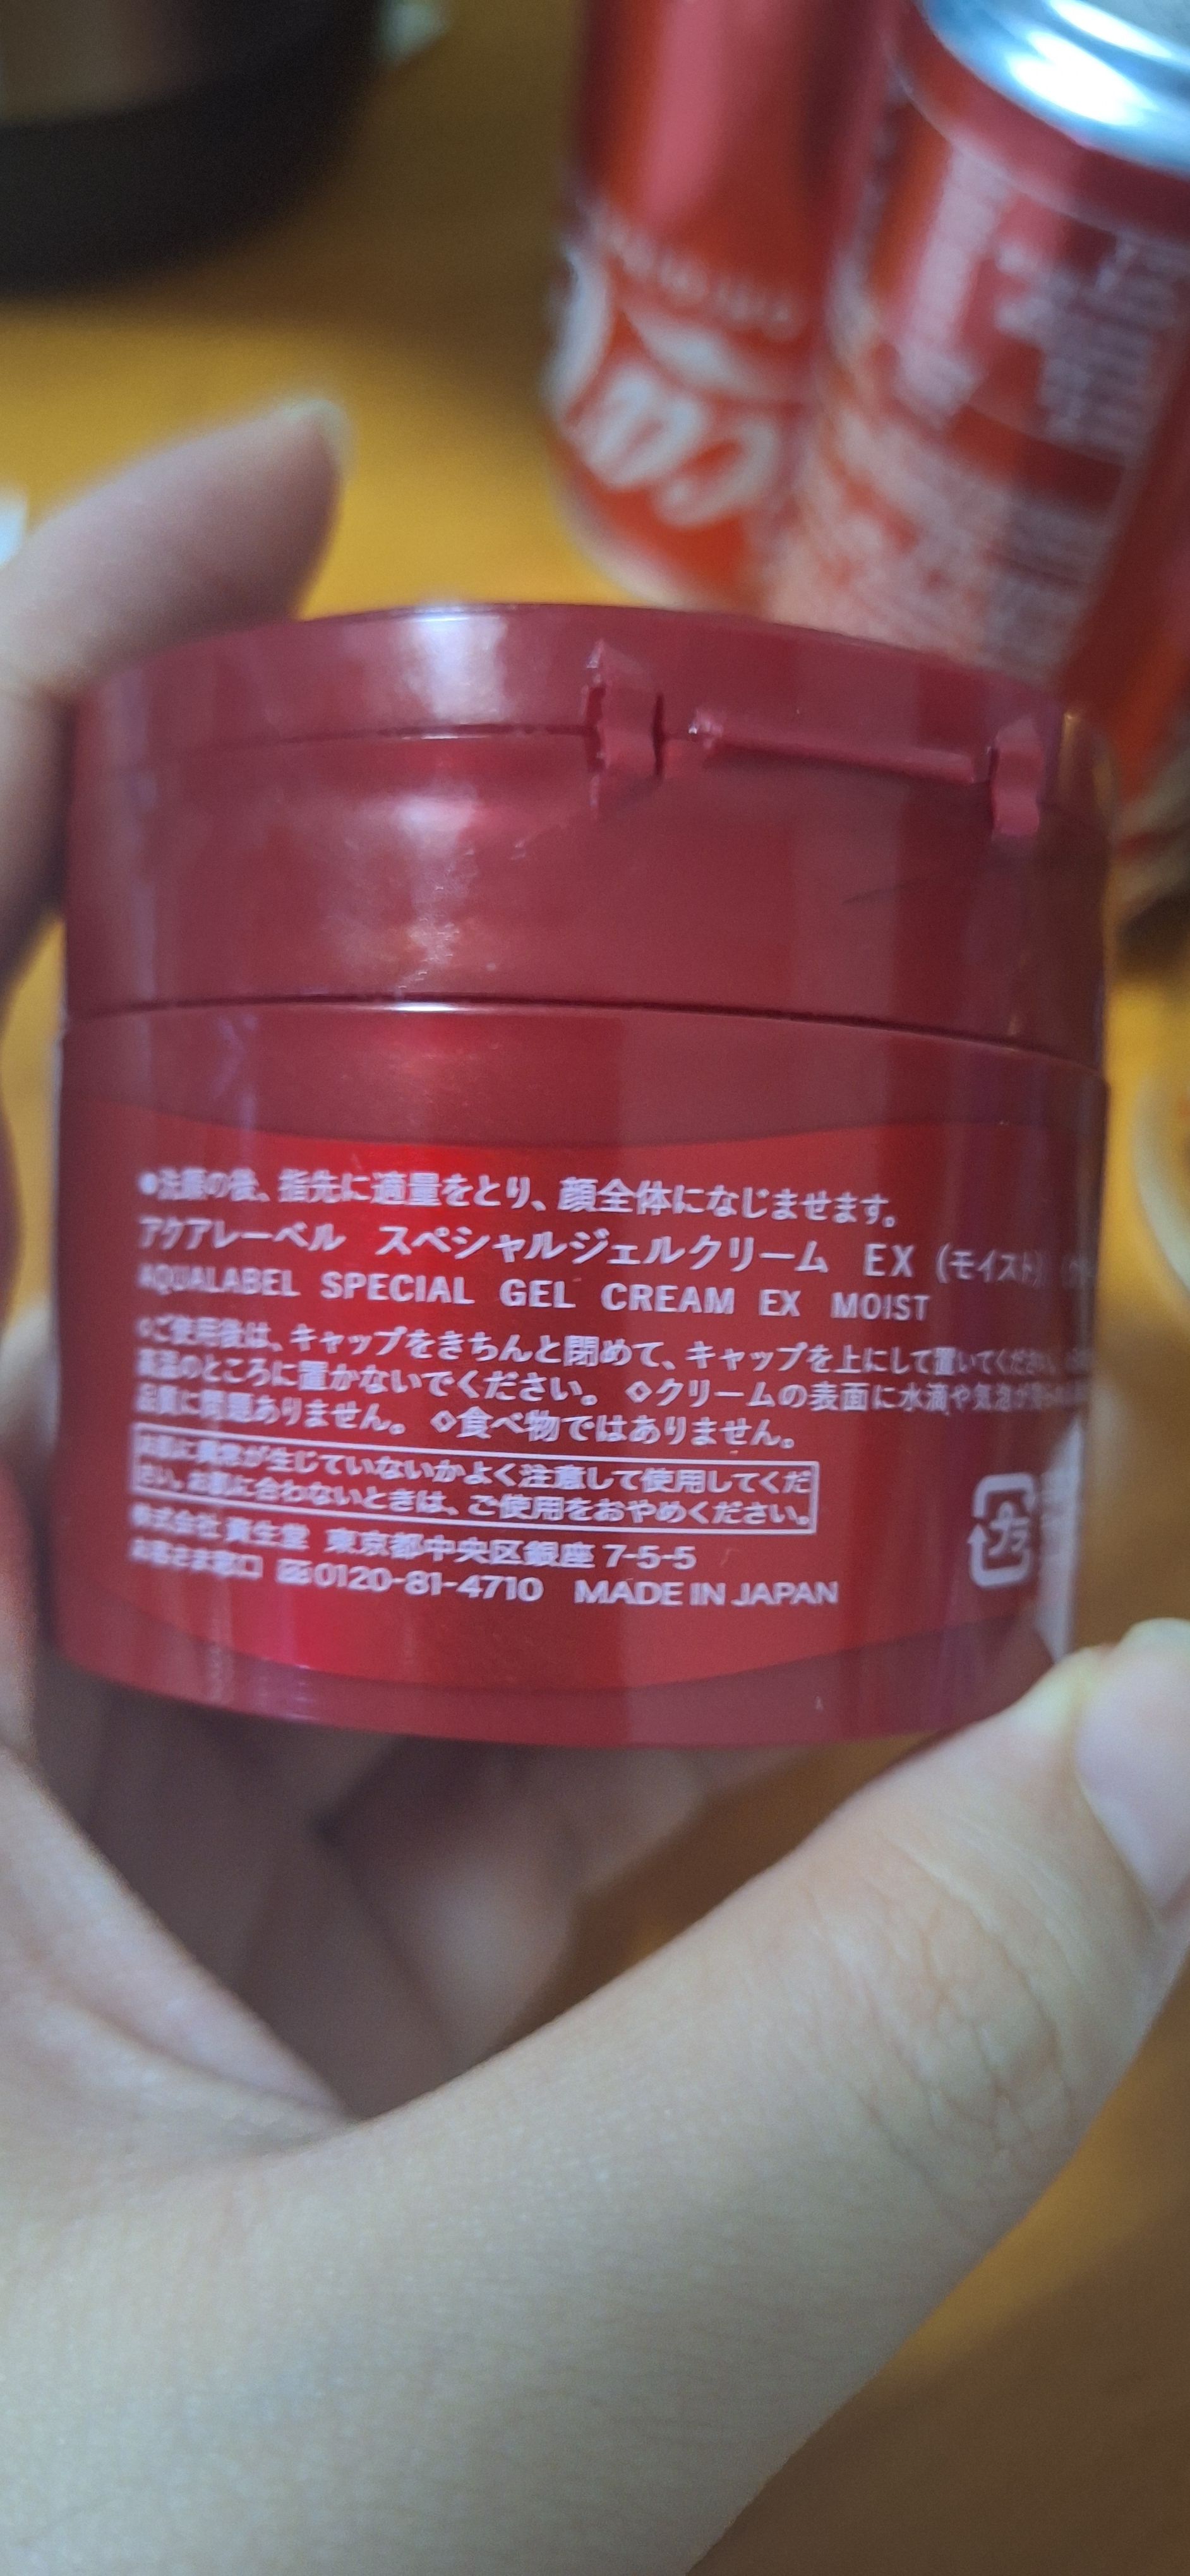 Coca
●洗顔の後、指先に適量をとり、顔全体になじませます。
アクアレーベル スペシャルジェルクリーム EX (モイスト)
AQUALABEL SPECIAL GEL CREAM EX MOIST
◇ご使用後は、キャップをきちんと閉めて、キャップを上にして置いてください。
高温のところに置かないでください。 ◇クリームの表面に水滴や気泡が
品質に問題ありません。 ◇食べ物ではありません。
お肌に異常が生じていないかよく注意して使用してくだ
さい。お肌に合わないときは、ご使用をおやめください。
株式会社 資生堂 東京都中央区銀座 7-5-5
お客さま窓口 0120-81-4710 MADE IN JAPAN
プラ